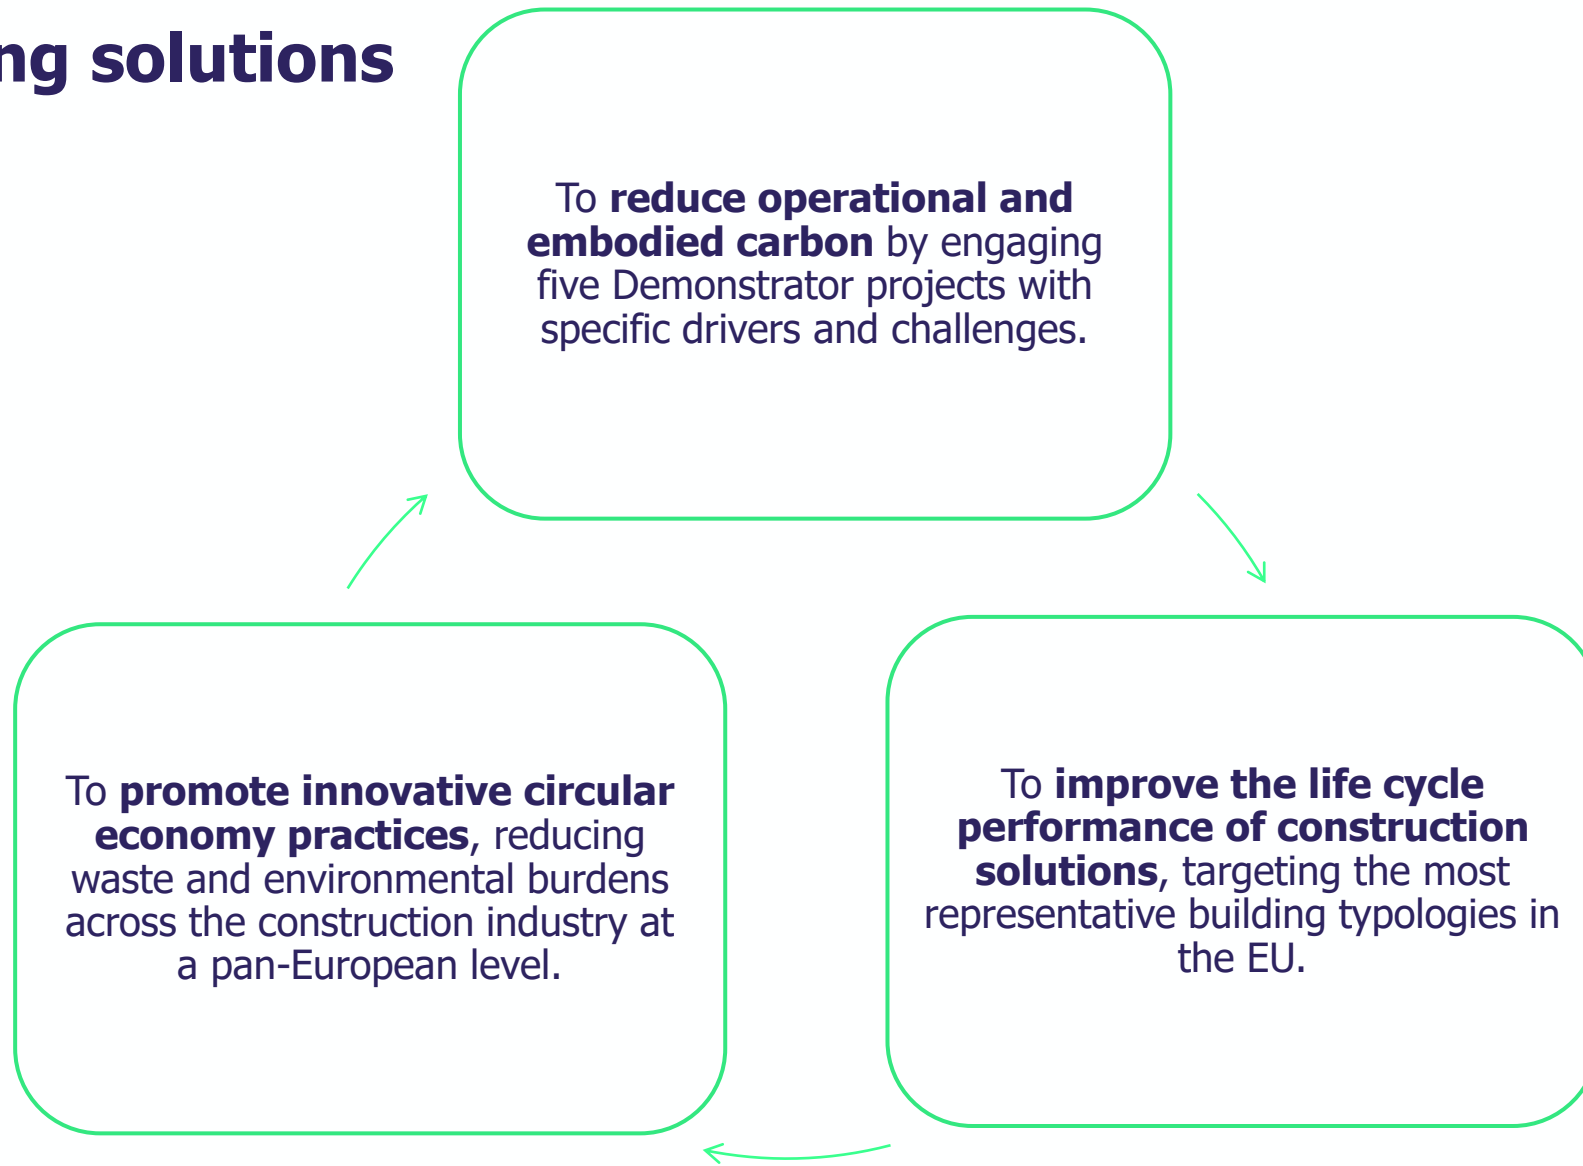 ng solutions
To reduce operational and
embodied carbon by engaging
five Demonstrator projects with
specific drivers and challenges.
To promote innovative circular
economy practices, reducing
waste and environmental burdens
across the construction industry at
a pan-European level.
To improve the life cycle
performance of construction
solutions, targeting the most
representative building typologies in
the EU.